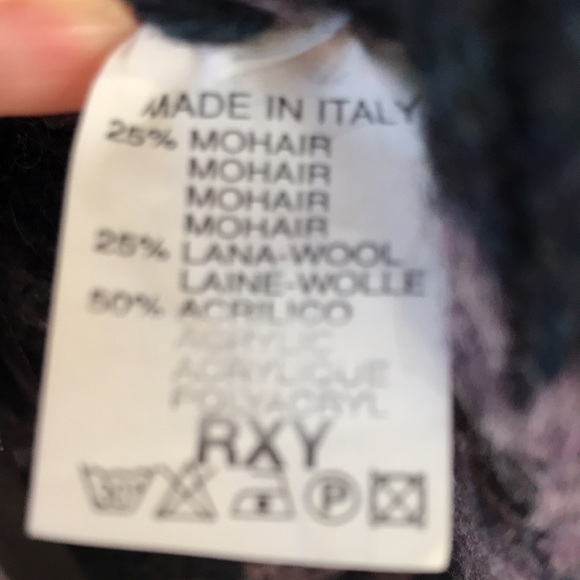 MADE IN ITALY
25% MOHAIR
MOHAIR
MOHAIR
MOHAIR
25% LANA-WOOL
LAINE-WOLLE
50% ACRILICO
ACRYLIC
ACRYLIQUE
POLYACRYL
RXY
30° P